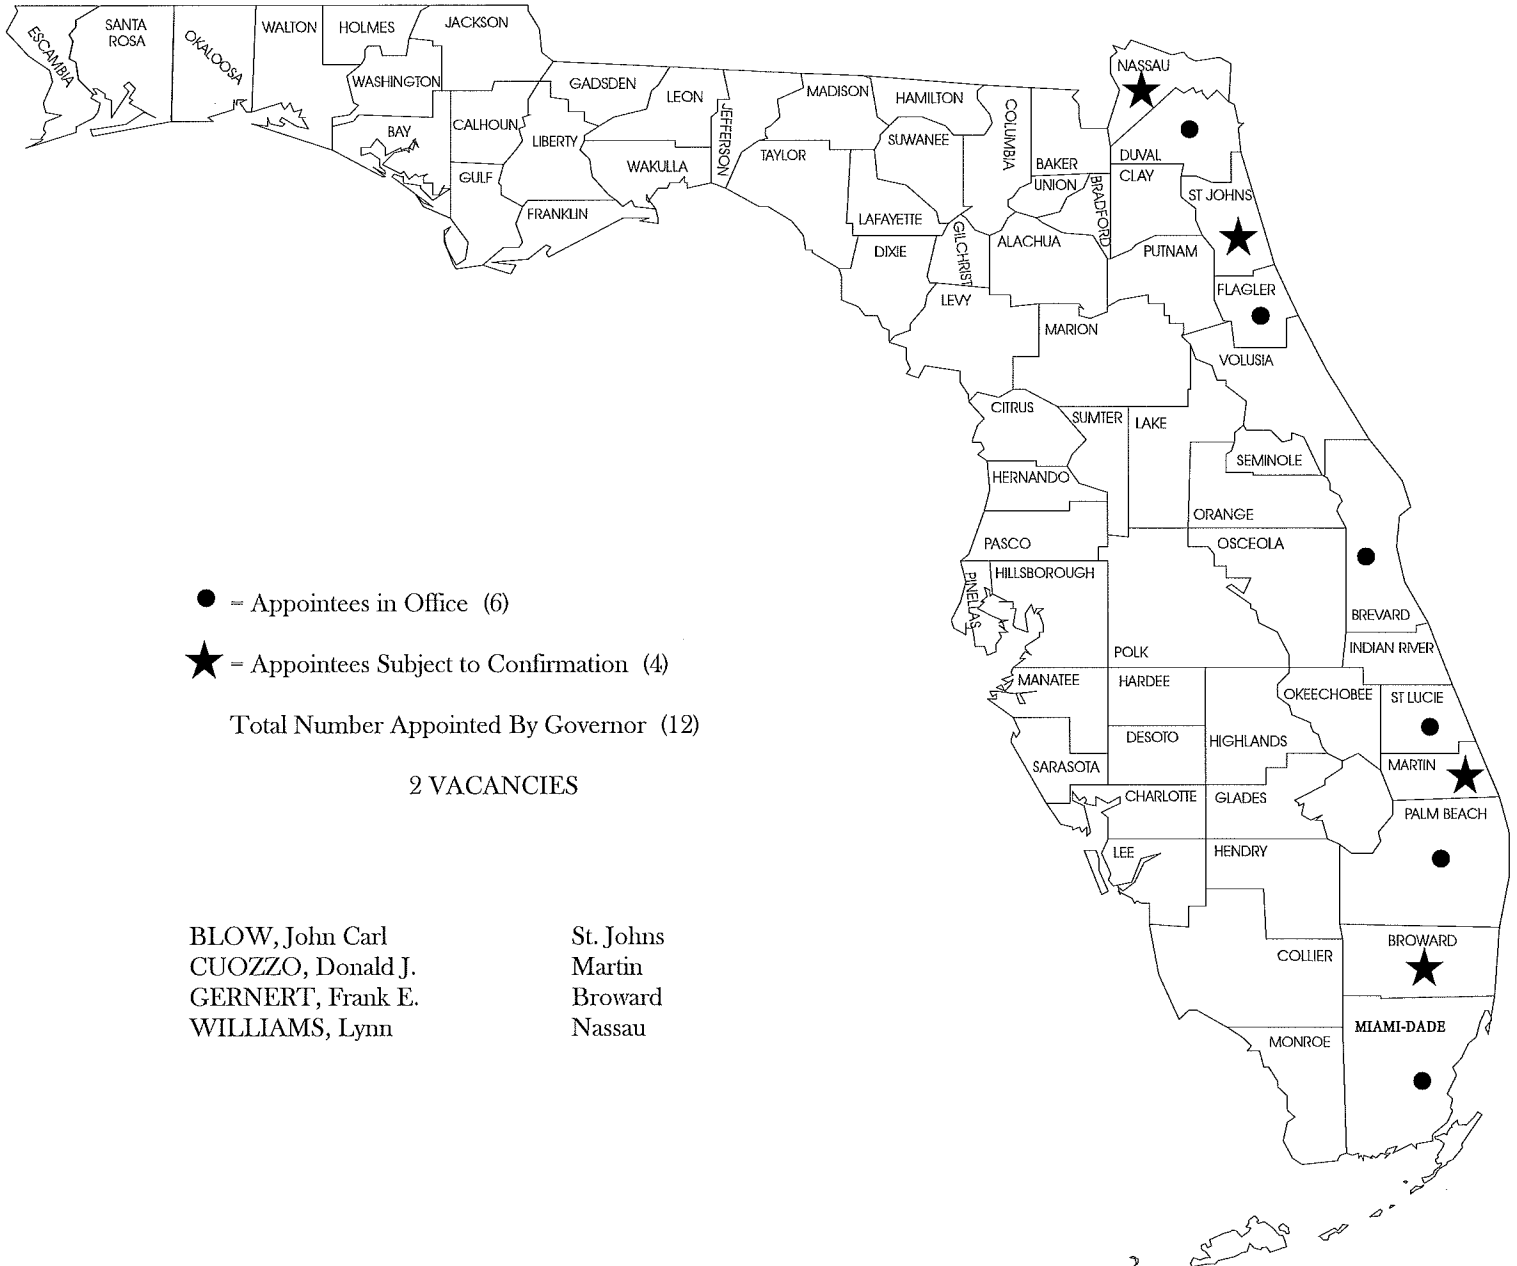 ESCAMBIA
SANTA
ROSA
OKALOOSA
WALTON
HOLMES
JACKSON
WASHINGTON
BAY
CALHOUN
GULF
LIBERTY
GADSDEN
FRANKLIN
LEON
WAKULLA
JEFFERSON
MADISON
TAYLOR
HAMILTON
SUWANEE
LAFAYETTE
DIXIE
COLUMBIA
GILCHRIST
BAKER
UNION
BRADFORD
ALACHUA
LEVY
NASSAU
DUVAL
CLAY
ST JOHNS
PUTNAM
FLAGLER
MARION
VOLUSIA
CITRUS
SUMTER
LAKE
SEMINOLE
HERNANDO
ORANGE
PASCO
OSCEOLA
PINELLAS
HILLSBOROUGH
POLK
BREVARD
INDIAN RIVER
MANATEE
HARDEE
OKEECHOBEE
ST LUCIE
DESOTO
HIGHLANDS
SARASOTA
MARTIN
CHARLOTTE
GLADES
PALM BEACH
LEE
HENDRY
COLLIER
BROWARD
MONROE
MIAMI-DADE
= Appointees in Office (6)
= Appointees Subject to Confirmation (4)
Total Number Appointed By Governor (12)
2 VACANCIES
BLOW, John Carl St. Johns
CUOZZO, Donald J. Martin
GERNERT, Frank E. Broward
WILLIAMS, Lynn Nassau